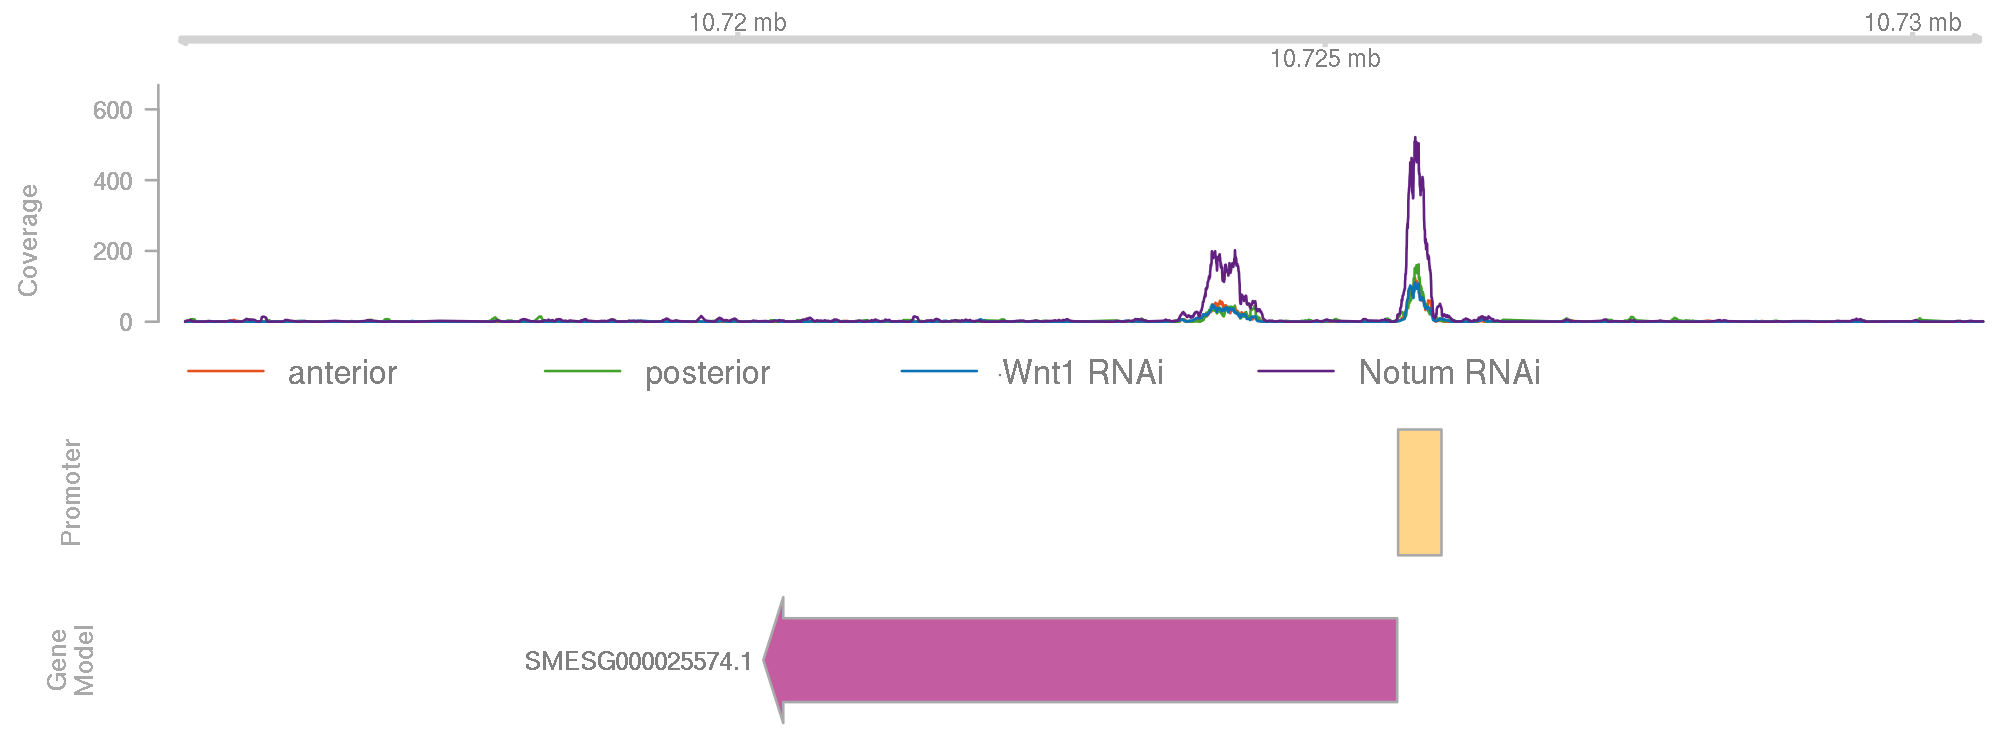 10.72 mb
10.73 mb
10.725 mb
Coverage
600
400
200
0
anterior posterior Wnt1 RNAi Notum RNAi
Promoter
Gene
Model
SMESG000025574.1